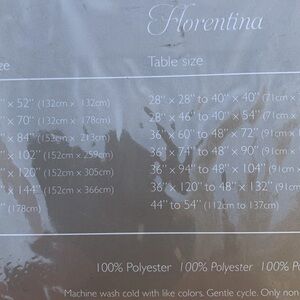 Florentina
ze Table size
" x 52" (132cm x 132cm) 28" x 28" to 40" x 40" (71cm x
" x 70" (132cm x 178cm) 28" x 46" to 40" x 54" (71cm x
" x 84" (152cm x 213cm) 36" x 60" to 48" x 72" (91cm x
" x 102" (152cm x 259cm) 36" x 74" to 48" x 90" (91cm x
" x 120" (152cm x 305cm) 36" x 94" to 48" x 104" (91cm x
" x 144" (152cm x 366cm) 36" x 120" to 48" x 132" (91cm
" (178cm) 44" to 54" (112cm to 137cm)
100% Polyester 100% Polyester 100% Po
Machine wash cold with like colors. Gentle cycle. Only non